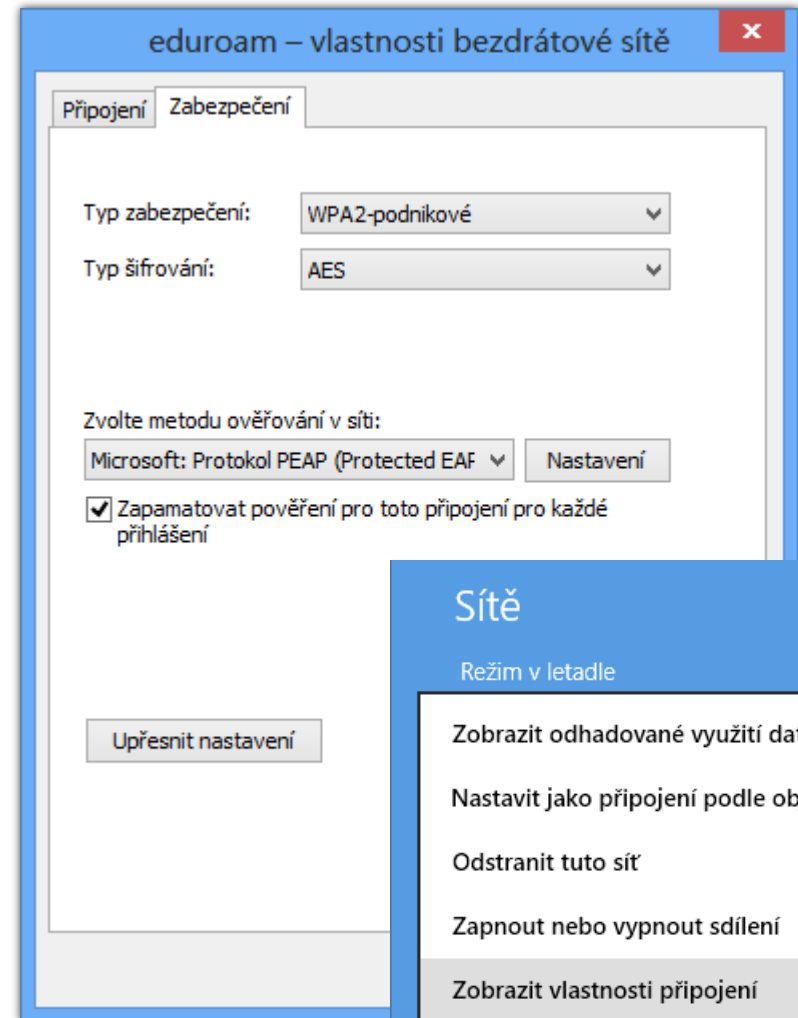 eduroam – vlastnosti bezdrátové sítě
Připojení Zabezpečení
Typ zabezpečení: WPA2-podnikové
Typ šifrování: AES
Zvolte metodu ověřování v síti:
Microsoft: Protokol PEAP (Protected EAP Nastavení
Zapamatovat pověření pro toto připojení pro každé
přihlášení
Upřesnit nastavení
Sítě
Režim v letadle
Zobrazit odhadované využití dat
Nastavit jako připojení podle ob
Odstranit tuto síť
Zapnout nebo vypnout sdílení
Zobrazit vlastnosti připojení